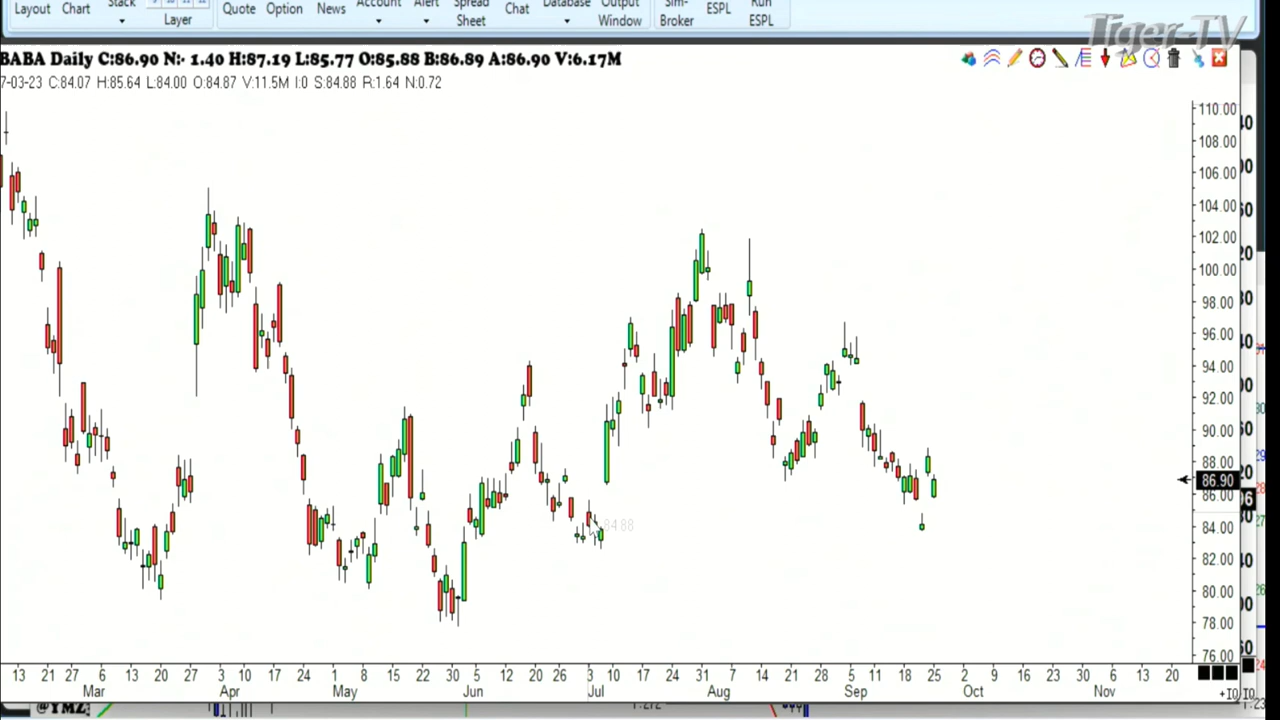 Layout Chart Stack Layer Quote Option News Account Alert Spread Sheet Chat Database Output Window Sim-Broker ESPL Run ESPL
Tiger-TV
BABA Daily C:86.90 N:- 1.40 H:87.19 L:85.77 O:85.88 B:86.89 A:86.90 V:6.17M
7-03-23 C:84.07 H:85.64 L:84.00 O:84.87 V:11.5M I:0 S:84.88 R:1.64 N:0.72
110.00
108.00
106.00
104.00
102.00
100.00
98.00
96.00
94.00
92.00
90.00
88.00
86.90
86.00
84.88
84.00
82.00
80.00
78.00
76.00
13 21 27 6 13 20 27 3 10 17 24 1 8 15 22 30 5 12 20 26 3 10 17 24 31 7 14 21 28 5 11 18 25 2 9 16 23 30 6 13 20
Mar Apr May Jun Jul Aug Sep Oct Nov
@YMZ